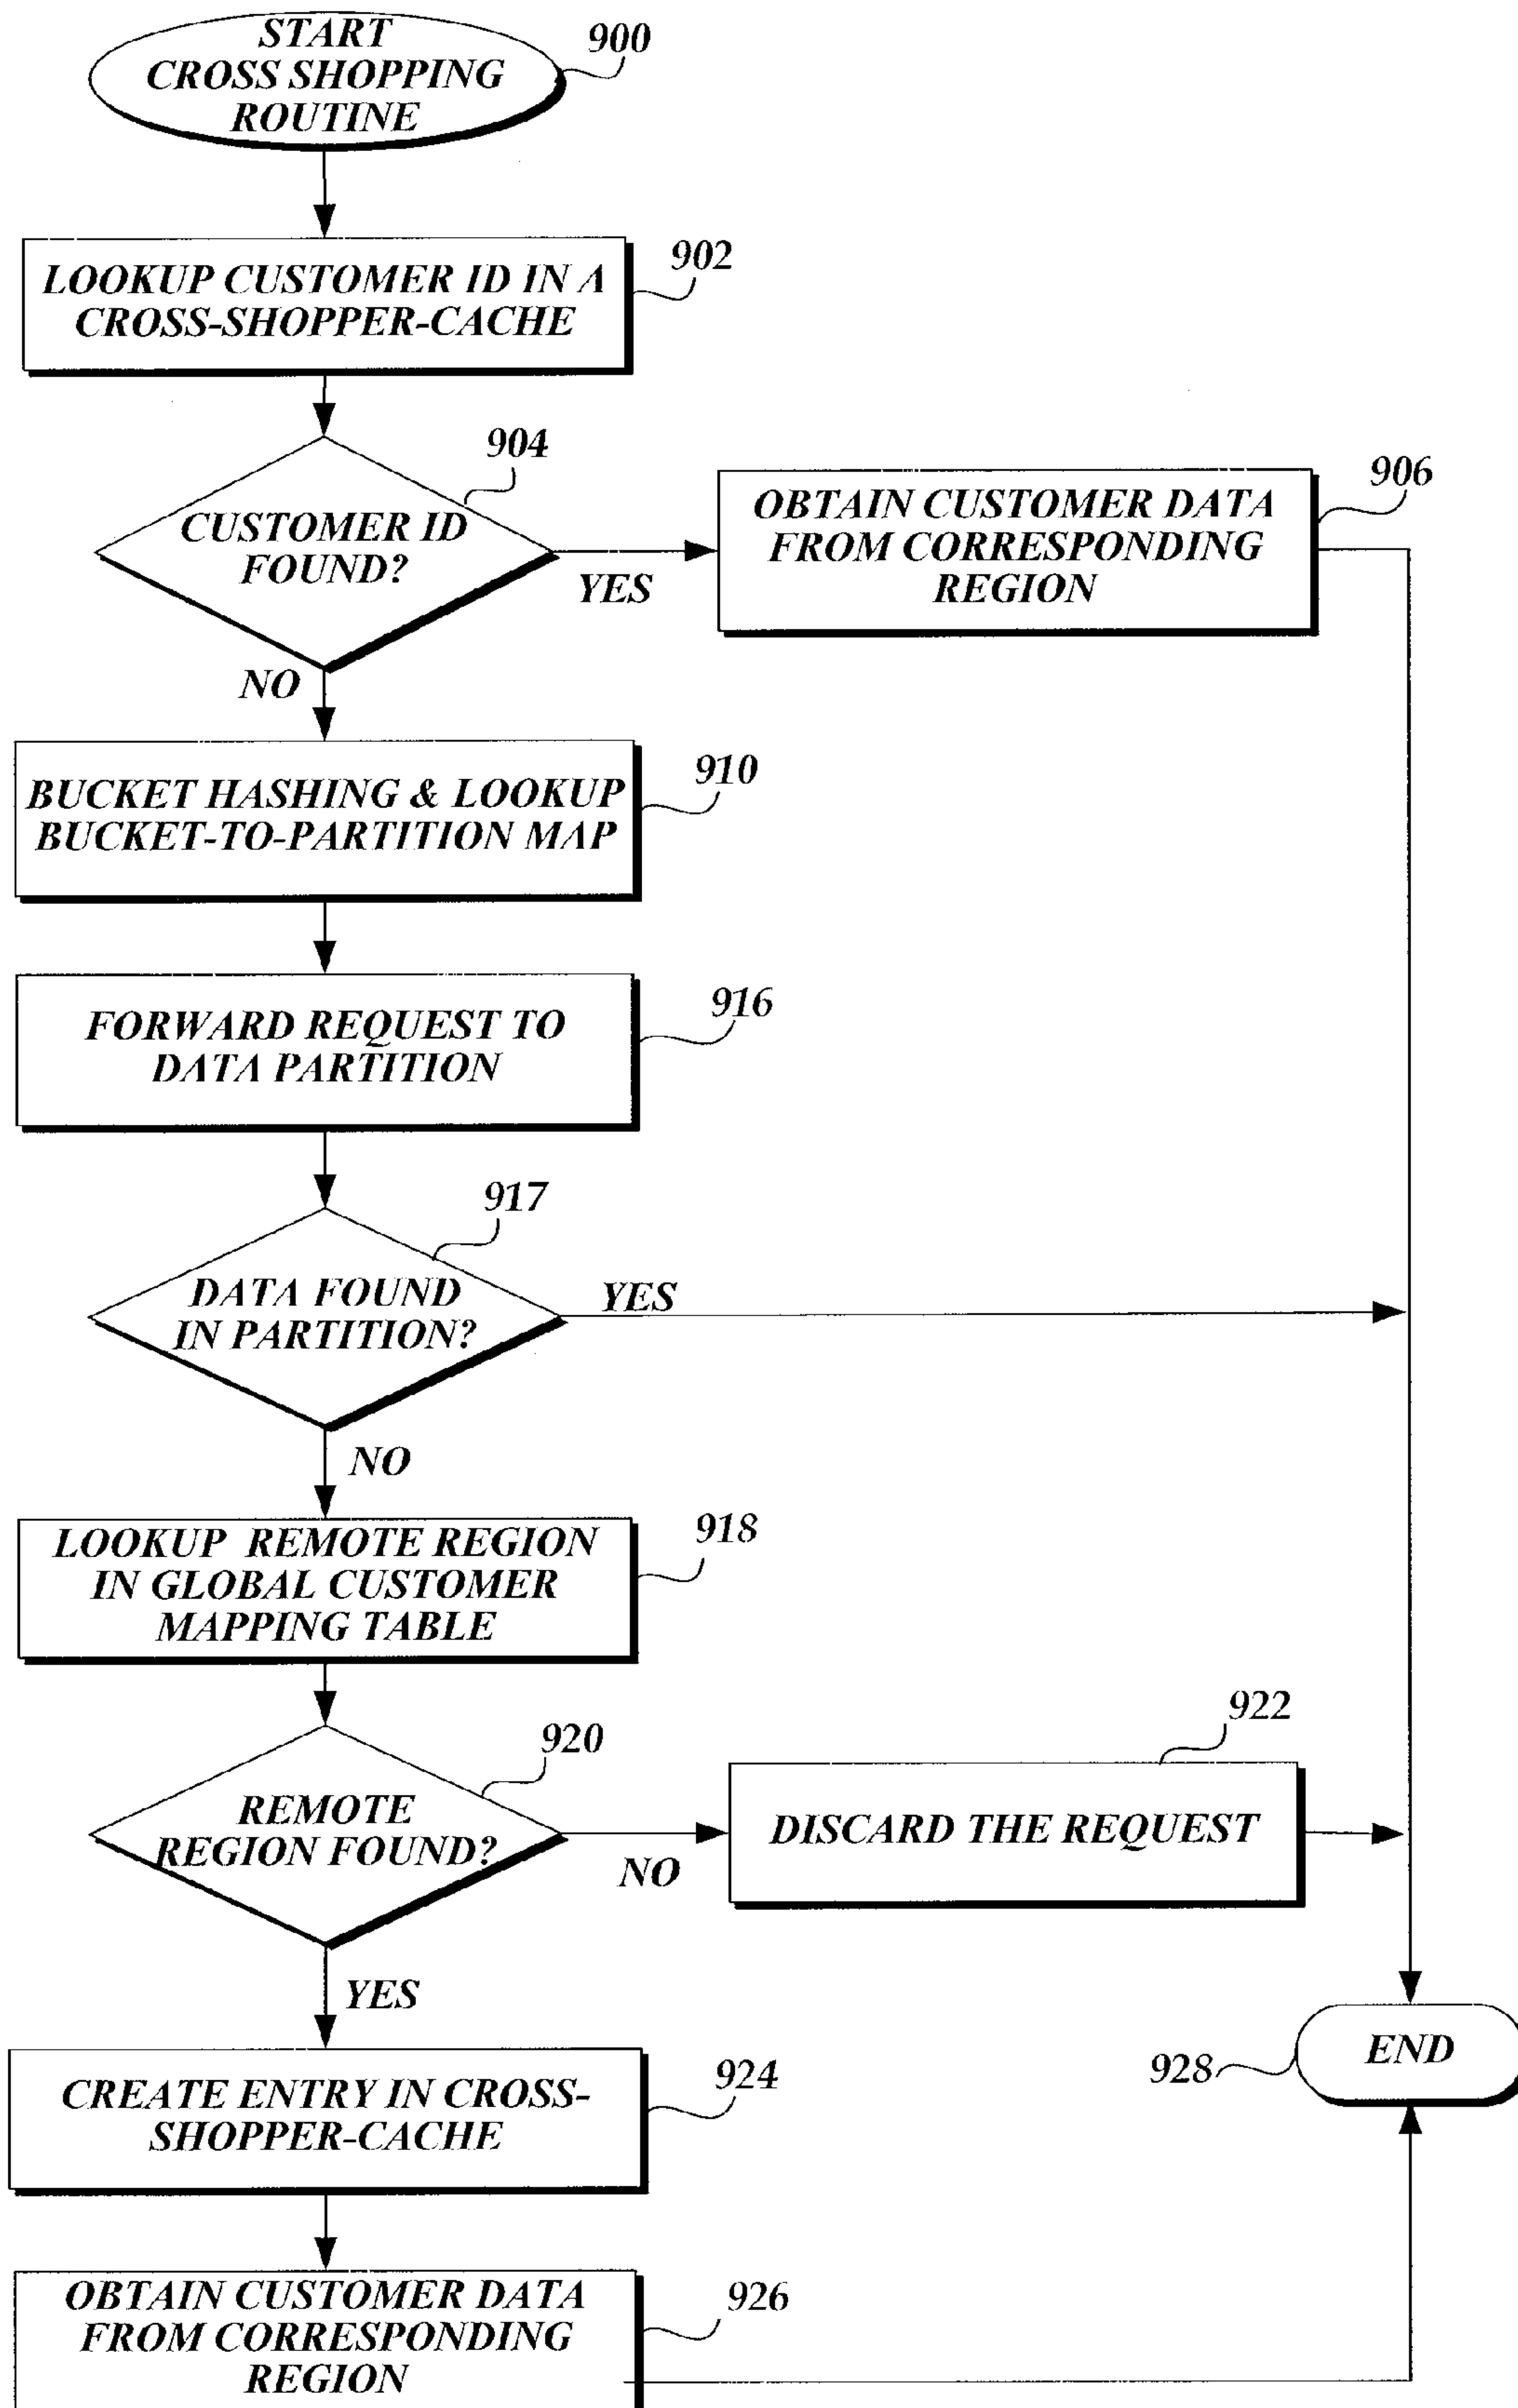 START
CROSS SHOPPING
ROUTINE
900
LOOKUP CUSTOMER ID IN A
CROSS-SHOPPER-CACHE
902
904
CUSTOMER ID
FOUND?
YES
NO
OBTAIN CUSTOMER DATA
FROM CORRESPONDING
REGION
906
BUCKET HASHING & LOOKUP
BUCKET-TO-PARTITION MAP
910
FORWARD REQUEST TO
DATA PARTITION
916
917
DATA FOUND
IN PARTITION?
YES
NO
LOOKUP REMOTE REGION
IN GLOBAL CUSTOMER
MAPPING TABLE
918
920
REMOTE
REGION FOUND?
NO
YES
922
DISCARD THE REQUEST
CREATE ENTRY IN CROSS-
SHOPPER-CACHE
924
928
END
OBTAIN CUSTOMER DATA
FROM CORRESPONDING
REGION
926